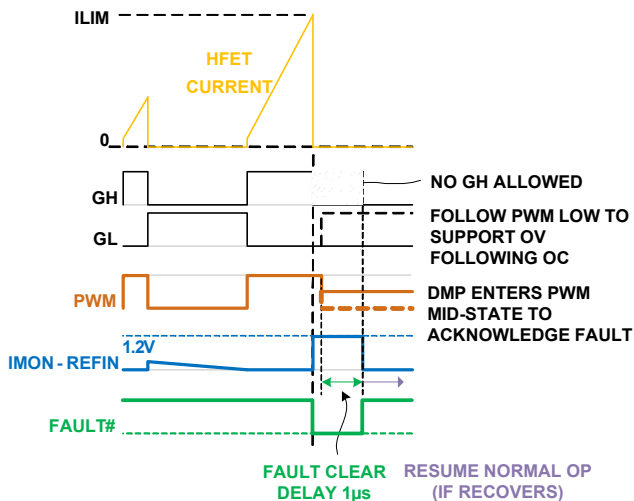 ILIM
HFET
CURRENT
0
GH
NO GH ALLOWED
GL
FOLLOW PWM LOW TO
SUPPORT OV
FOLLOWING OC
PWM
DMP ENTERS PWM
MID-STATE TO
ACKNOWLEDGE FAULT
1.2V
IMON - REFIN
FAULT#
FAULT CLEAR
DELAY 1µs
RESUME NORMAL OP
(IF RECOVERS)